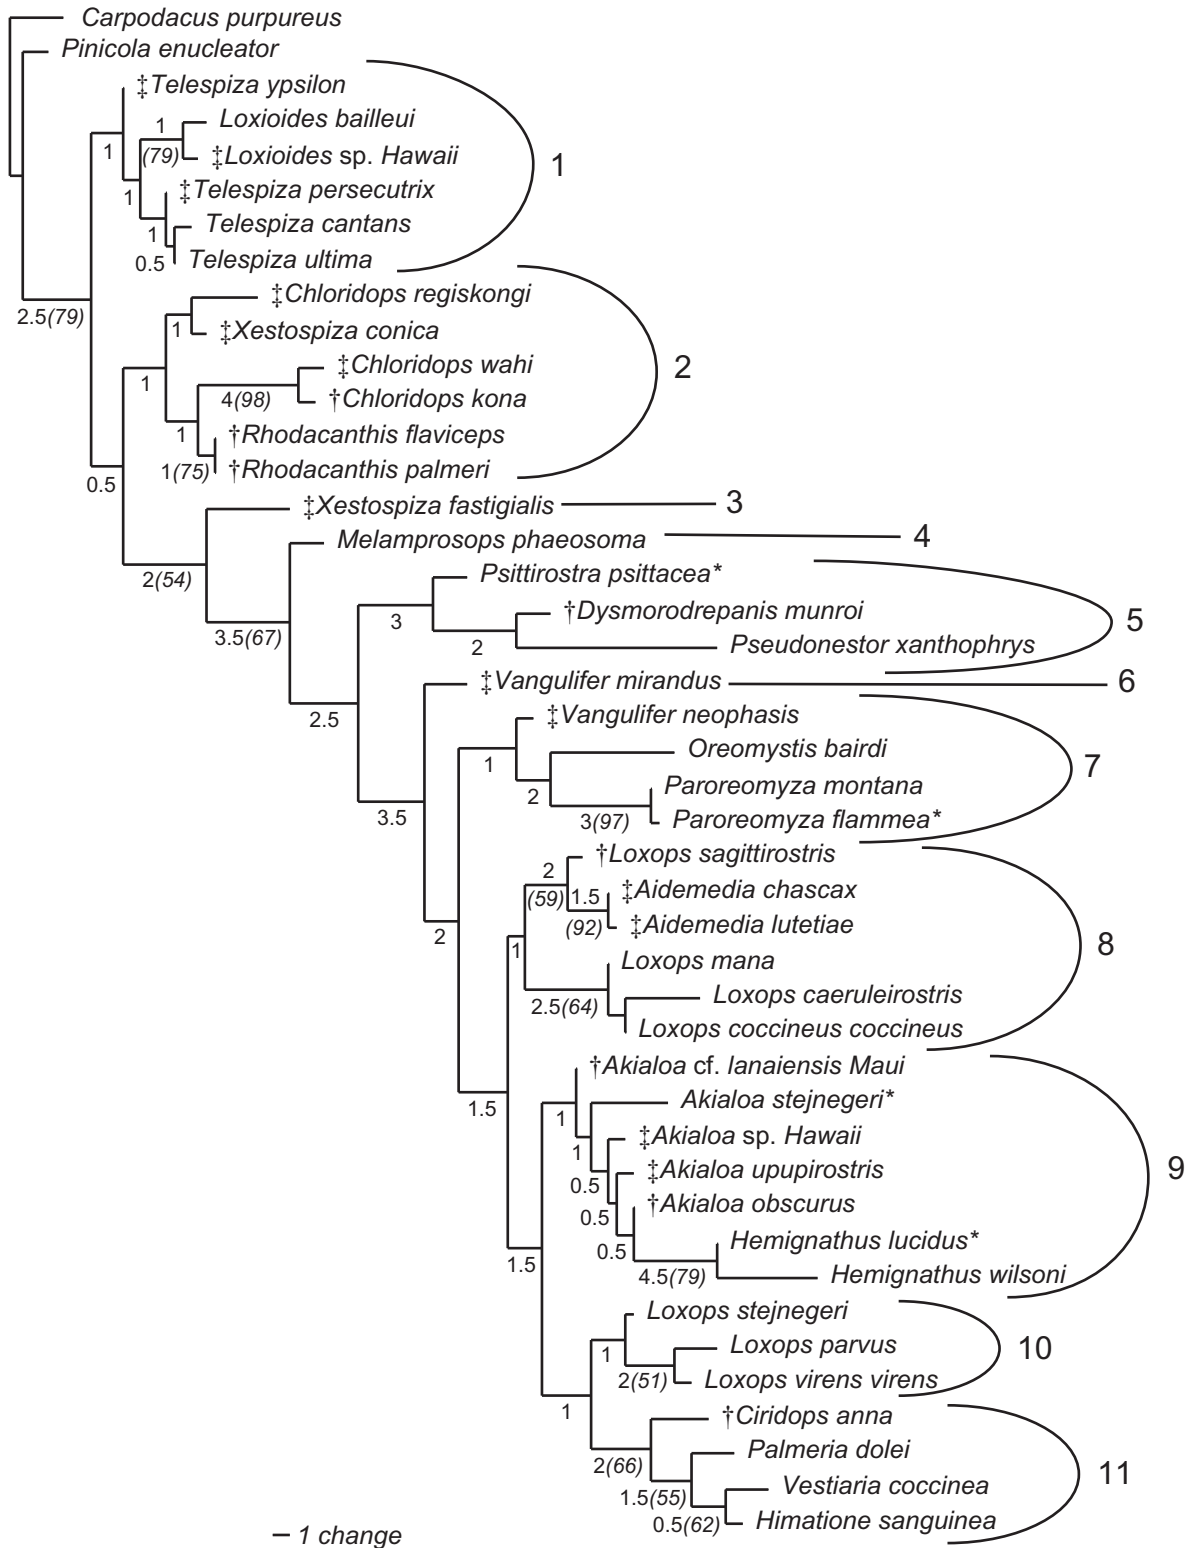 Carpodacus purpureus
Pinicola enucleator
‡Telespiza ypsilon
1
Loxioides bailleui
1
(79)
‡Loxioides sp. Hawaii
1
1
‡Telespiza persecutrix
Telespiza cantans
1
0.5
Telespiza ultima
‡Chloridops regiskongi
2.5(79)
1
‡Xestospiza conica
‡Chloridops wahi
2
1
4(98)
†Chloridops kona
1
†Rhodacanthis flaviceps
1(75)
†Rhodacanthis palmeri
0.5
‡Xestospiza fastigialis
3
Melamprosops phaeosoma
4
2(54)
Psittirostra psittacea*
3.5(67)
3
†Dysmorodrepanis munroi
5
2
Pseudonestor xanthophrys
‡Vangulifer mirandus
6
2.5
‡Vangulifer neophasis
Oreomystis bairdi
1
7
2
Paroreomyza montana
3.5
3(97)
Paroreomyza flammea*
†Loxops sagittirostris
2
(59)
1.5
‡Aidemedia chascax
(92)
‡Aidemedia lutetiae
2
1
8
Loxops mana
2.5(64)
Loxops caeruleirostris
Loxops coccineus coccineus
†Akialoa cf. lanaiensis Maui
1.5
1
Akialoa stejnegeri*
1
‡Akialoa sp. Hawaii
0.5
‡Akialoa upupirostris
9
0.5
†Akialoa obscurus
0.5
Hemignathus lucidus*
1.5
4.5(79)
Hemignathus wilsoni
Loxops stejnegeri
1
Loxops parvus
10
2(51)
Loxops virens virens
1
†Ciridops anna
2(66)
Palmeria dolei
11
1.5(55)
Vestiaria coccinea
0.5(62)
Himatione sanguinea
1 change